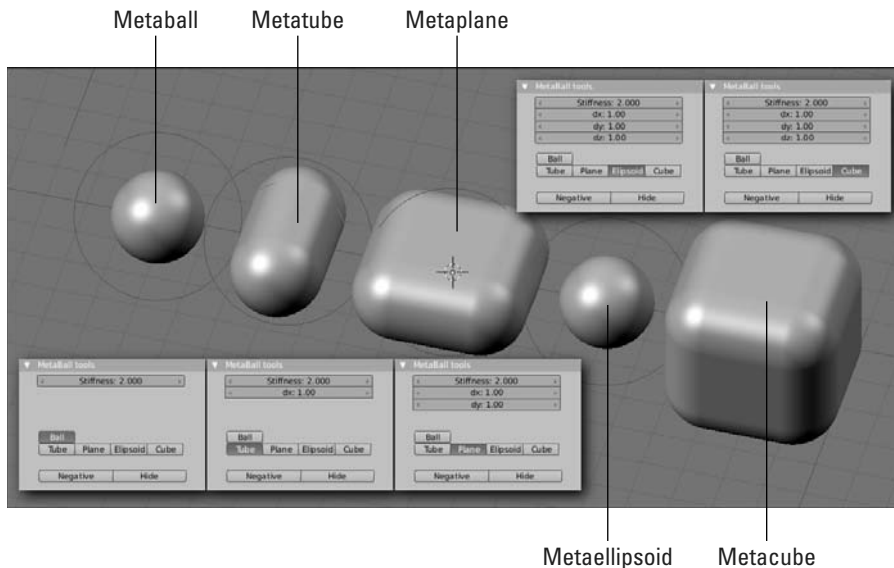 Metaball Metatube Metaplane
MetaBall tools
Stiffness: 2.000
dx: 1.00
dy: 1.00
dz: 1.00
Ball
Tube Plane Elipsoid Cube
Negative Hide
MetaBall tools
Stiffness: 2.000
dx: 1.00
dy: 1.00
dz: 1.00
Ball
Tube Plane Elipsoid Cube
Negative Hide
MetaBall tools
Stiffness: 2.000
Ball
Tube Plane Elipsoid Cube
Negative Hide
MetaBall tools
Stiffness: 2.000
dx: 1.00
Ball
Tube Plane Elipsoid Cube
Negative Hide
MetaBall tools
Stiffness: 2.000
dx: 1.00
dy: 1.00
Ball
Tube Plane Elipsoid Cube
Negative Hide
Metaellipsoid Metacube